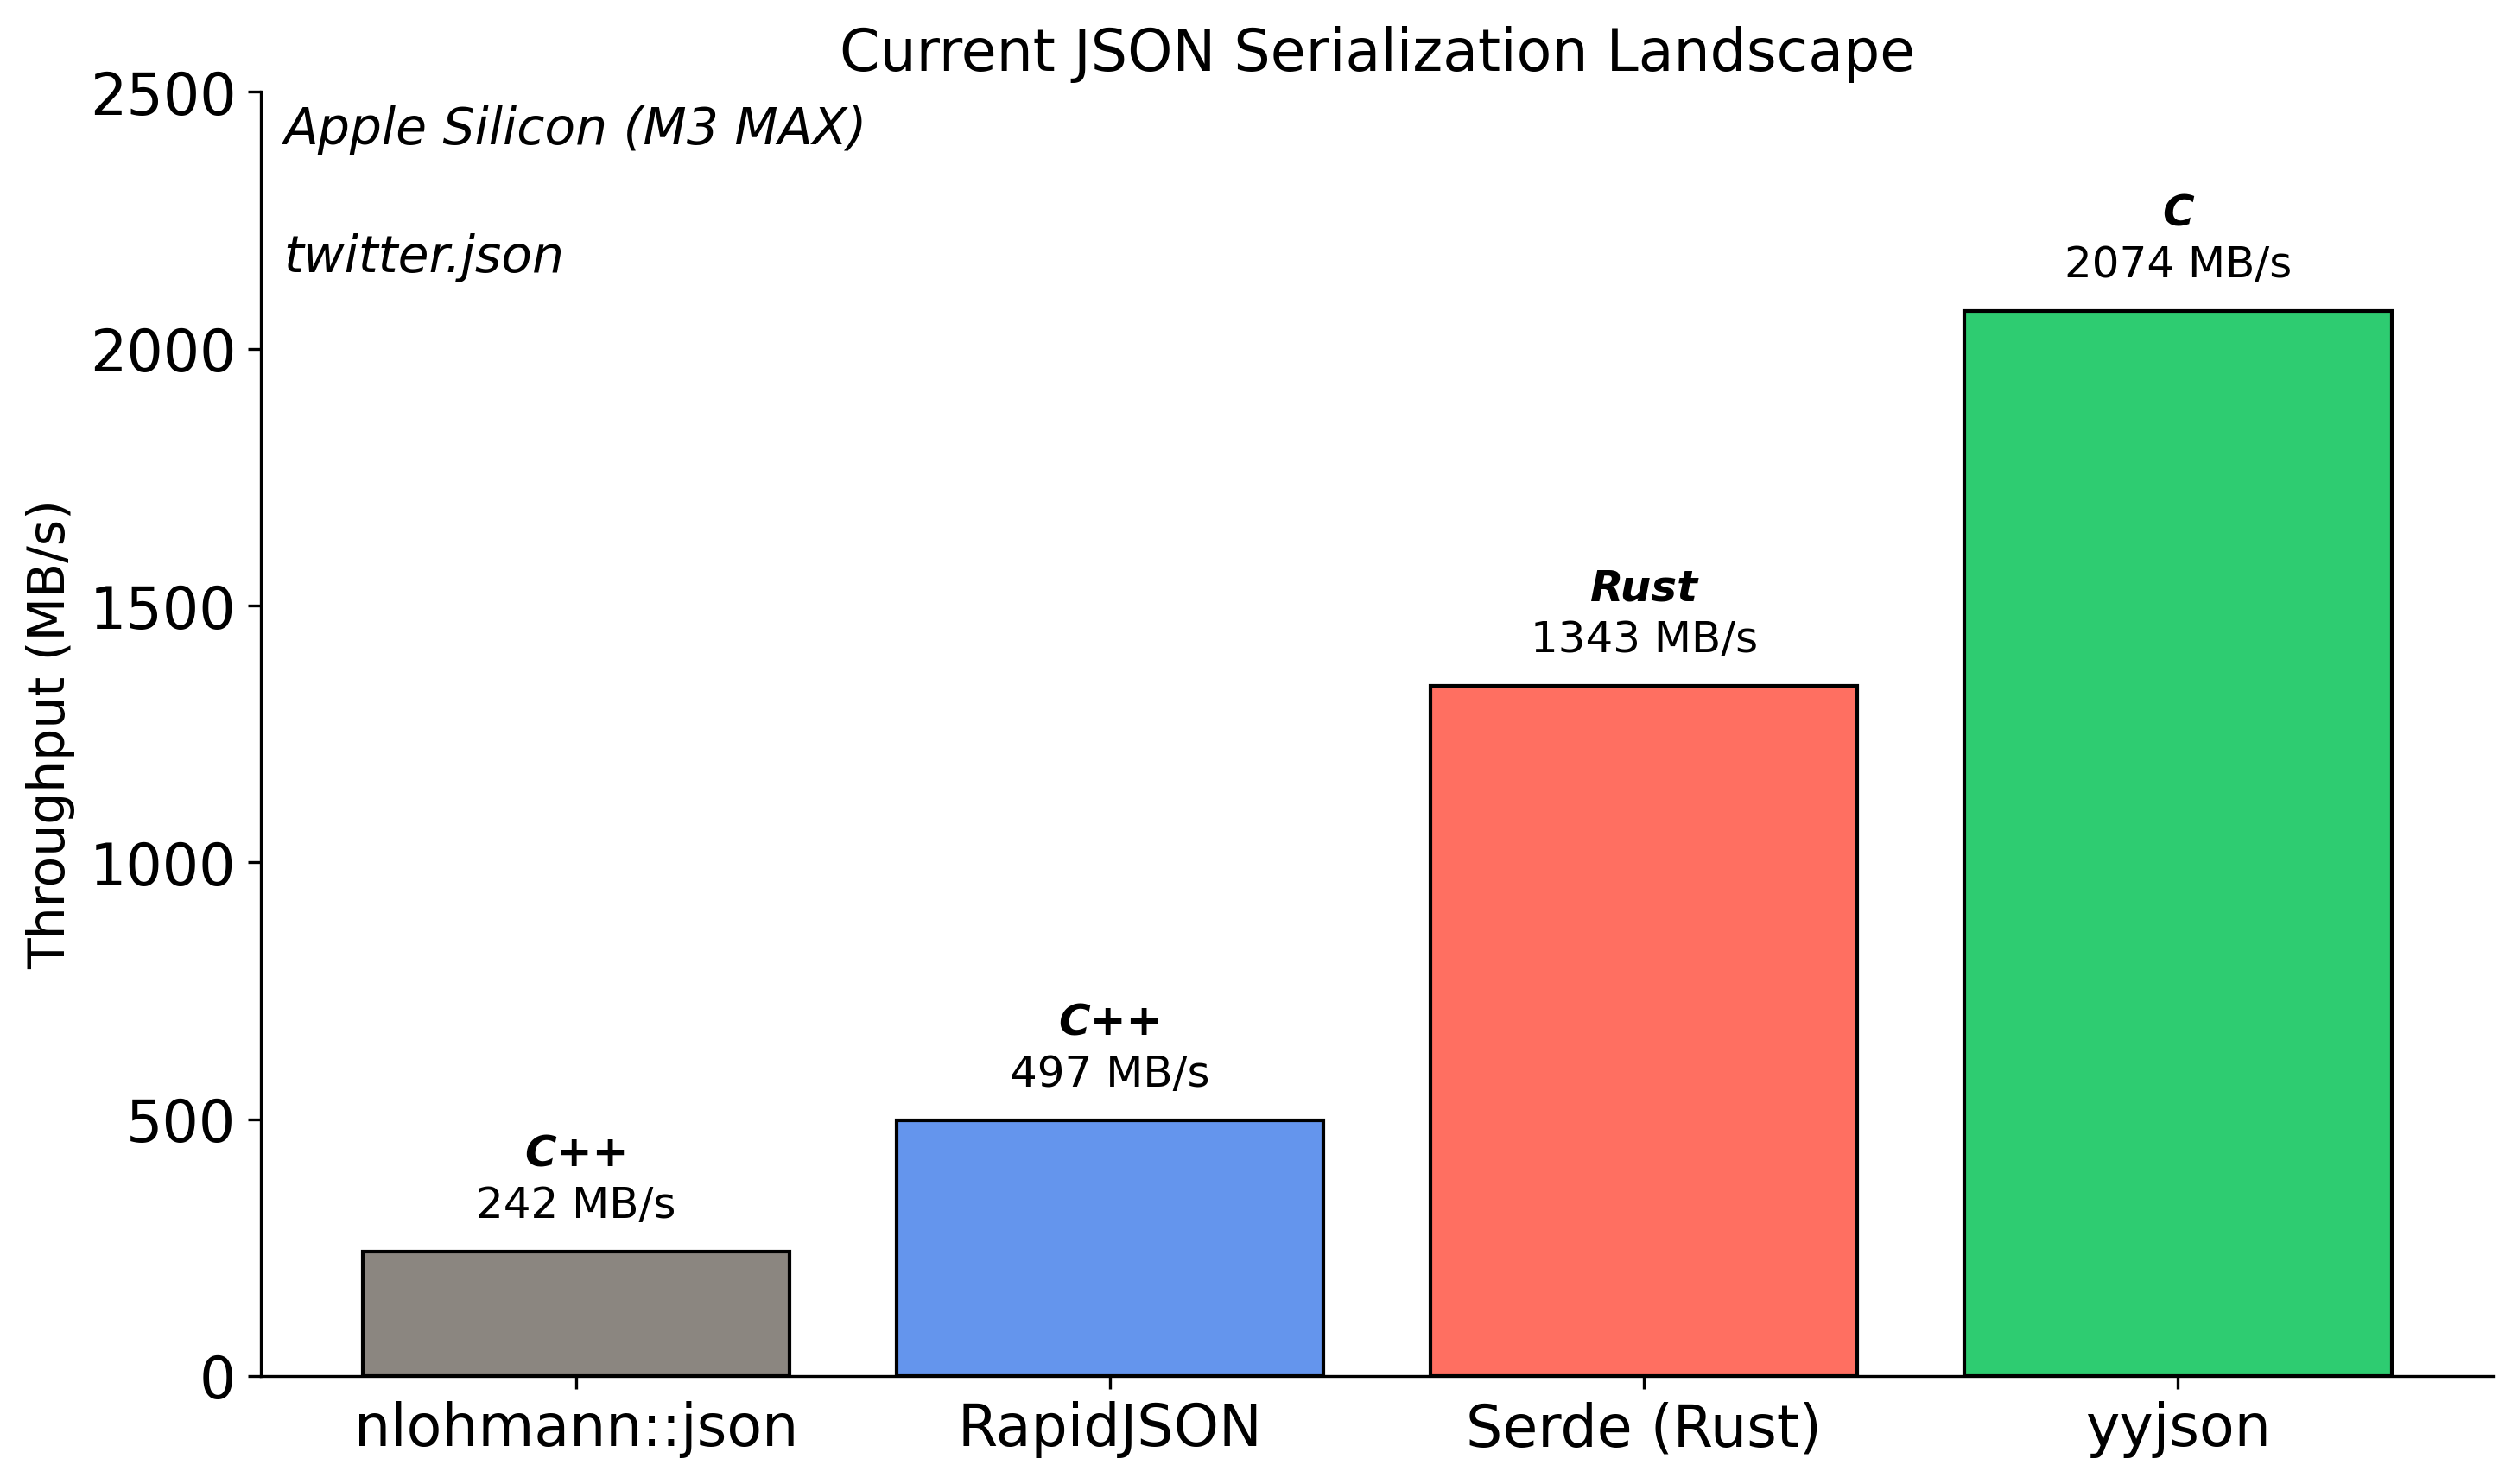 Current JSON Serialization Landscape
Apple Silicon (M3 MAX)
twitter.json
Throughput (MB/s)
2500
2000
1500
1000
500
0
C++
242 MB/s
C++
497 MB/s
Rust
1343 MB/s
C
2074 MB/s
nlohmann::json
RapidJSON
Serde (Rust)
yyjson